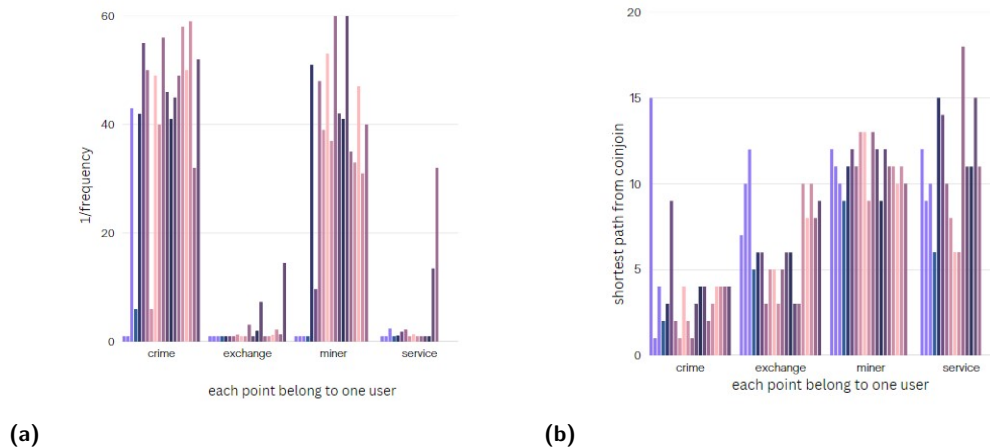 60
40
20
0
1/frequency
crime exchange miner service
each point belong to one user
(a)
20
15
10
5
0
shortest path from coinjoin
crime exchange miner service
each point belong to one user
(b)